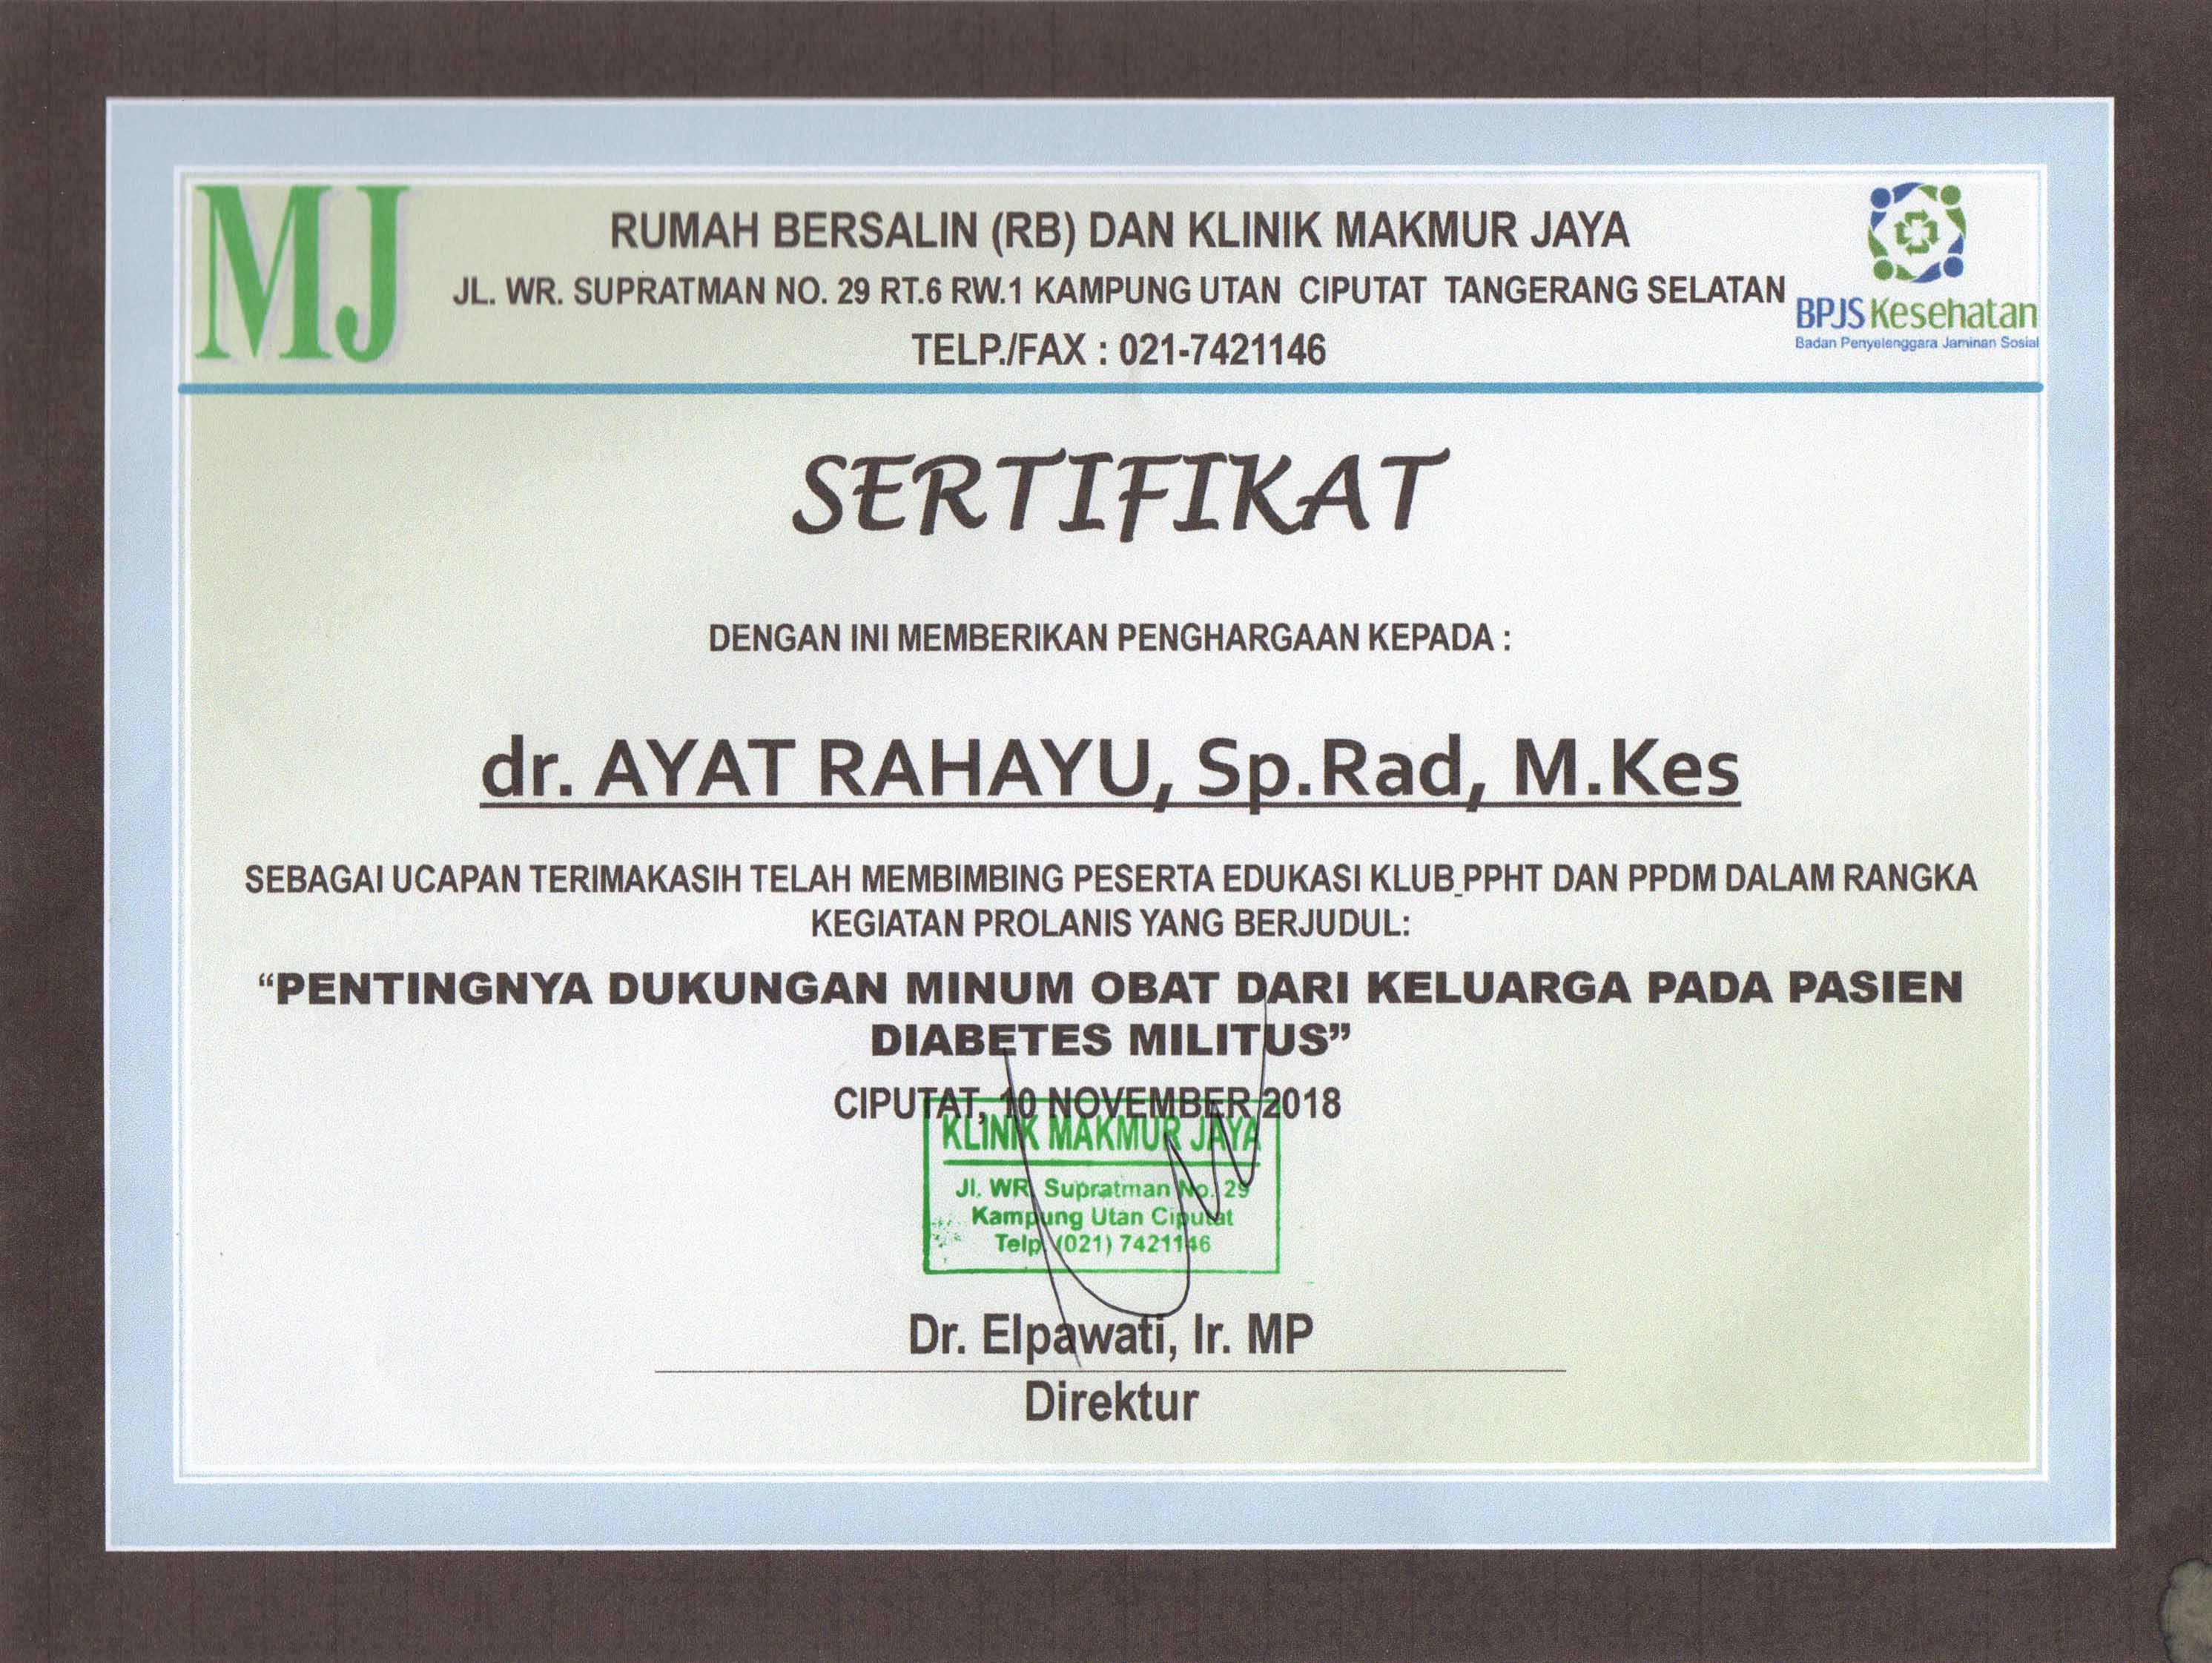 MJ
RUMAH BERSALIN (RB) DAN KLINIK MAKMUR JAYA
JL. WR. SUPRATMAN NO. 29 RT.6 RW.1 KAMPUNG UTAN CIPUTAT TANGERANG SELATAN
TELP./FAX : 021-7421146
BPJS Kesehatan
Badan Penyelenggara Jaminan Sosial
SERTIFIKAT
DENGAN INI MEMBERIKAN PENGHARGAAN KEPADA :
dr. AYAT RAHAYU, Sp.Rad, M.Kes
SEBAGAI UCAPAN TERIMAKASIH TELAH MEMBIMBING PESERTA EDUKASI KLUB PPHT DAN PPDM DALAM RANGKA
KEGIATAN PROLANIS YANG BERJUDUL:
“PENTINGNYA DUKUNGAN MINUM OBAT DARI KELUARGA PADA PASIEN
DIABETES MILITUS”
CIPUTAT, 10 NOVEMBER 2018
KLINIK MAKMUR JAYA
Jl. WR. Supratman No. 29
Kampung Utan Ciputat
Telp. (021) 7421146
Dr. Elpawati, Ir. MP
Direktur